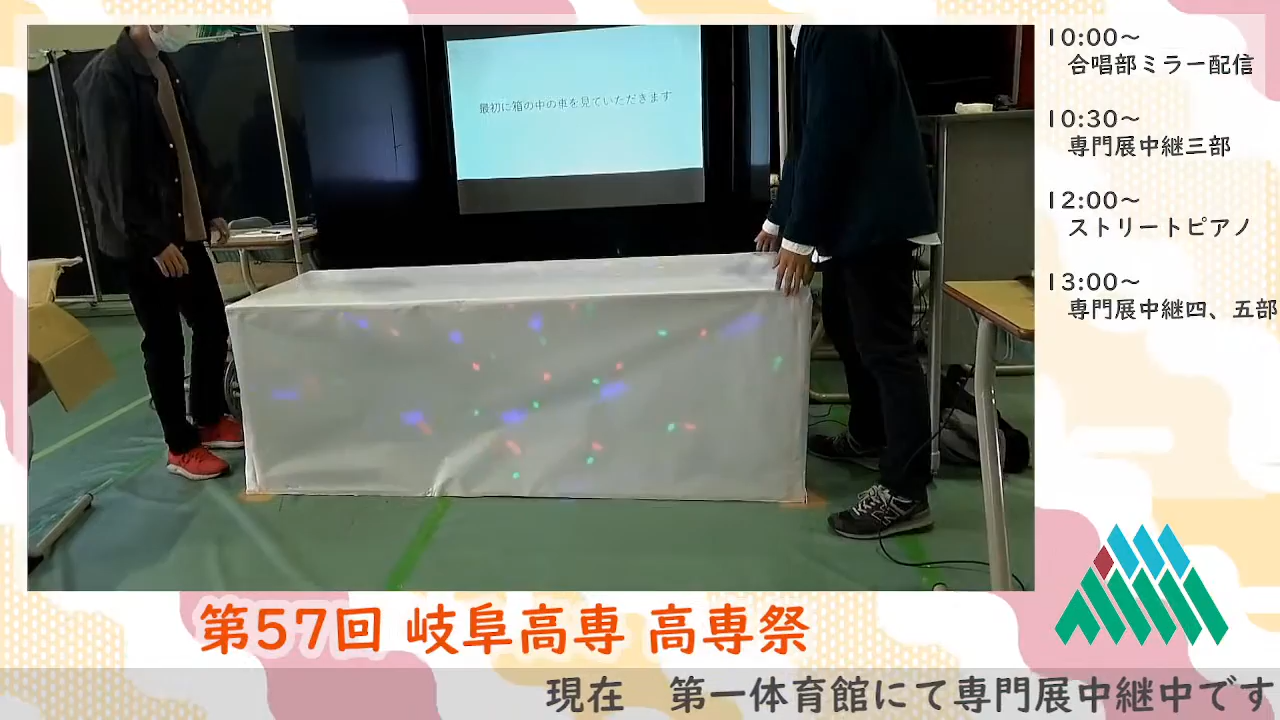 最初に箱の中の車を見ていただきます
10:00～
合唱部ミラー配信
10:30～
専門展中継三部
12:00～
ストリートピアノ
13:00～
専門展中継四、五部
第57回 岐阜高専 高専祭
現在　第一体育館にて専門展中継中です